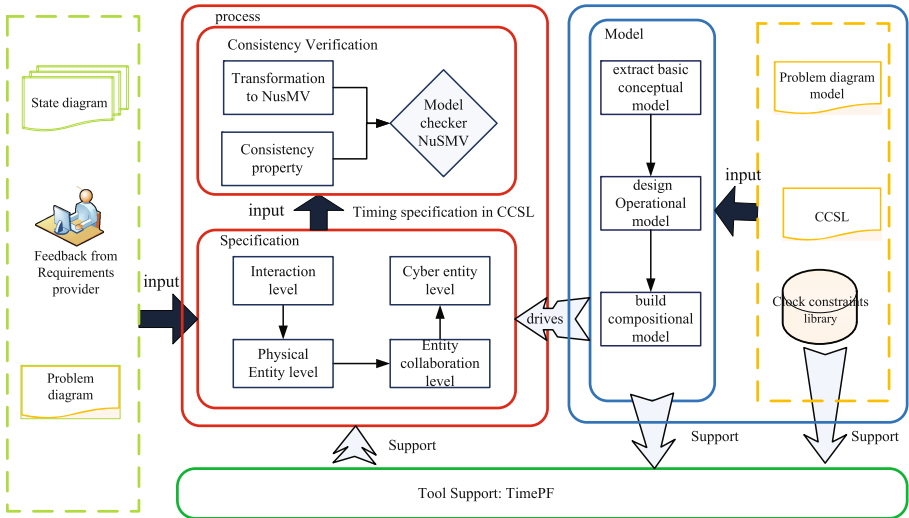 State diagram
Feedback from
Requirements
provider
Problem
diagram
input
process
Consistency Verification
Transformation
to NusMV
Consistency
property
Model
checker
NuSMV
input
Timing specification in CCSL
Specification
Interaction
level
Cyber entity
level
Physical
Entity level
Entity
collaboration
level
drives
Model
extract basic
conceptual
model
design
Operational
model
build
compositional
model
input
Problem diagram
model
CCSL
Clock constraints
library
Support
Support
Support
Tool Support: TimePF